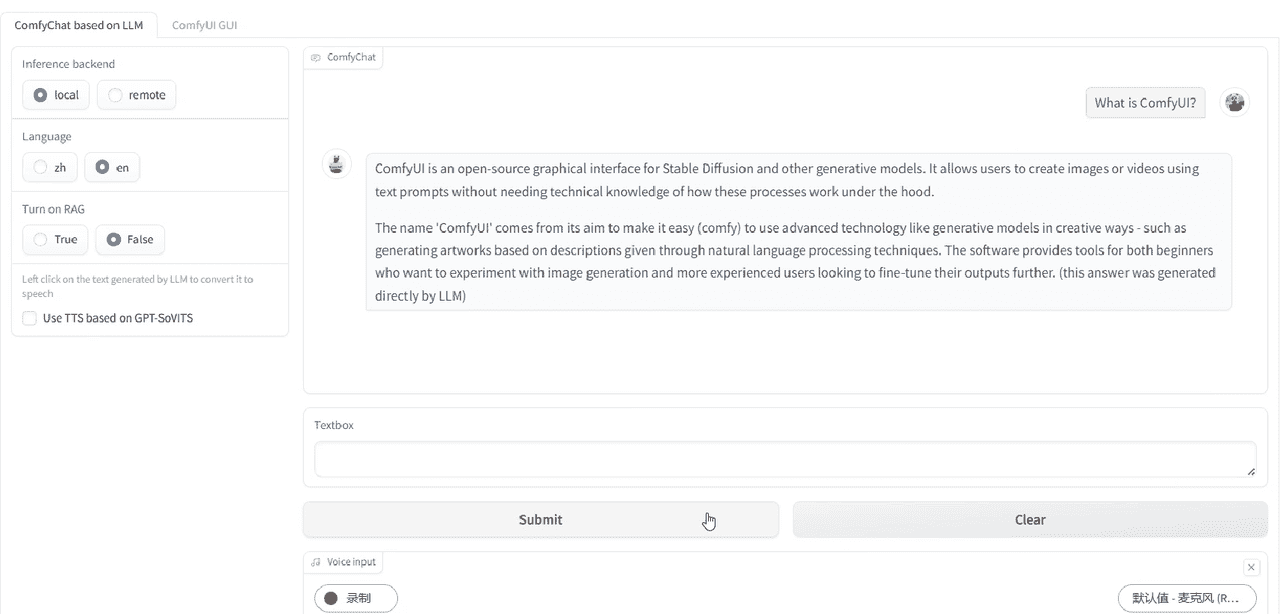 ComfyChat based on LLM
ComfyUI GUI
Inference backend
local
remote
Language
zh
en
Turn on RAG
True
False
Left click on the text generated by LLM to convert it to
speech
Use TTS based on GPT-SoVITS
ComfyChat
What is ComfyUI?
ComfyUI is an open-source graphical interface for Stable Diffusion and other generative models. It allows users to create images or videos using
text prompts without needing technical knowledge of how these processes work under the hood.
The name 'ComfyUI' comes from its aim to make it easy (comfy) to use advanced technology like generative models in creative ways - such as
generating artworks based on descriptions given through natural language processing techniques. The software provides tools for both beginners
who want to experiment with image generation and more experienced users looking to fine-tune their outputs further. (this answer was generated
directly by LLM)
Textbox
Submit
Clear
Voice input
录制
默认值 - 麦克风 (R...